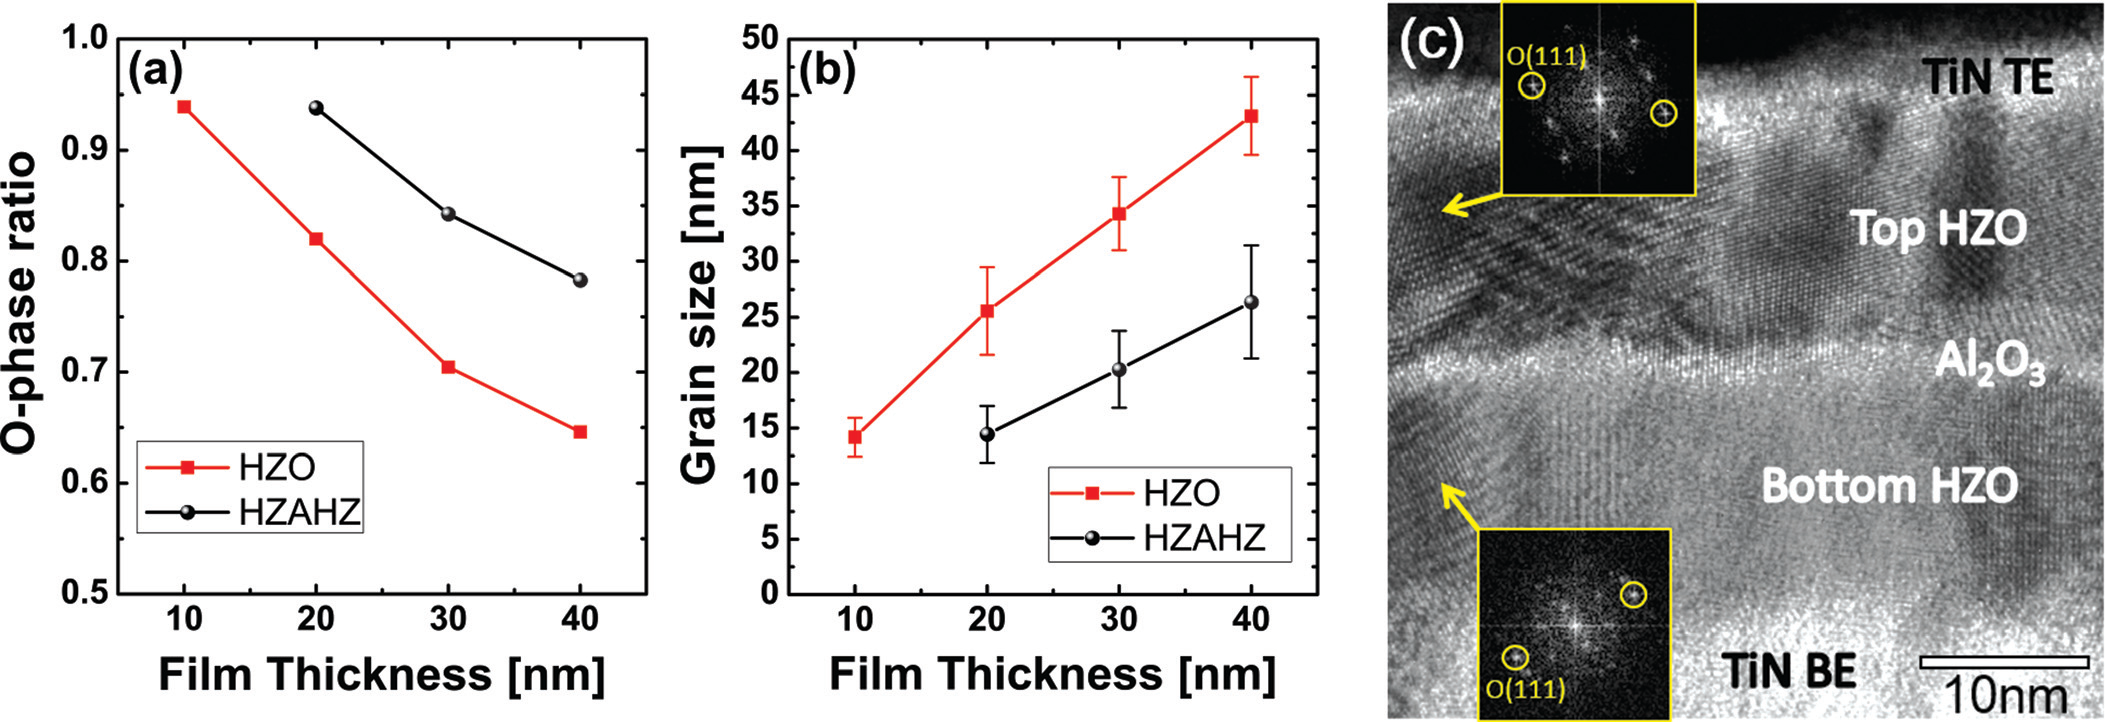 (a)
1.0
0.9
0.8
0.7
0.6
0.5
O-phase ratio
HZO
HZAHZ
10 20 30 40
Film Thickness [nm]
(b)
50
45
40
35
30
25
20
15
10
5
0
Grain size [nm]
HZO
HZAHZ
10 20 30 40
Film Thickness [nm]
(c)
O(111)
TiN TE
Top HZO
Al₂O₃
Bottom HZO
O(111)
TiN BE
10nm